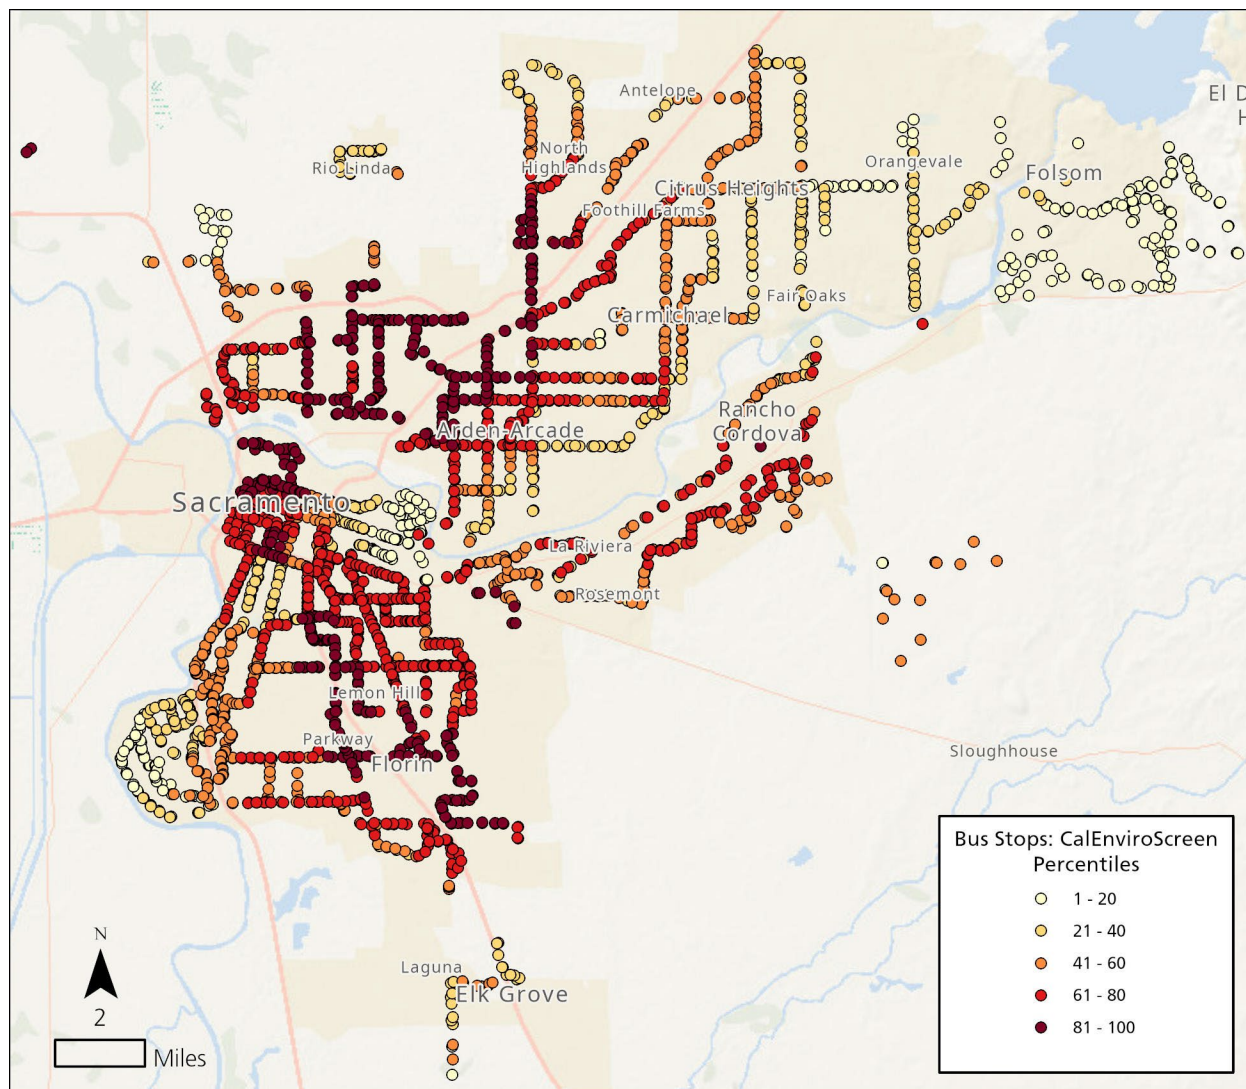 Antelope
El D
H
North
Highlands
Rio Linda
Orangevale
Folsom
Citrus Heights
Foothill Farms
Fair Oaks
Carmichael
Rancho
Cordova
Arden-Arcade
Sacramento
La Riviera
Rosemont
Lemon Hill
Parkway
Florin
Sloughhouse
Laguna
Elk Grove
Bus Stops: CalEnviroScreen
Percentiles
1 - 20
21 - 40
41 - 60
61 - 80
81 - 100
N
2
Miles